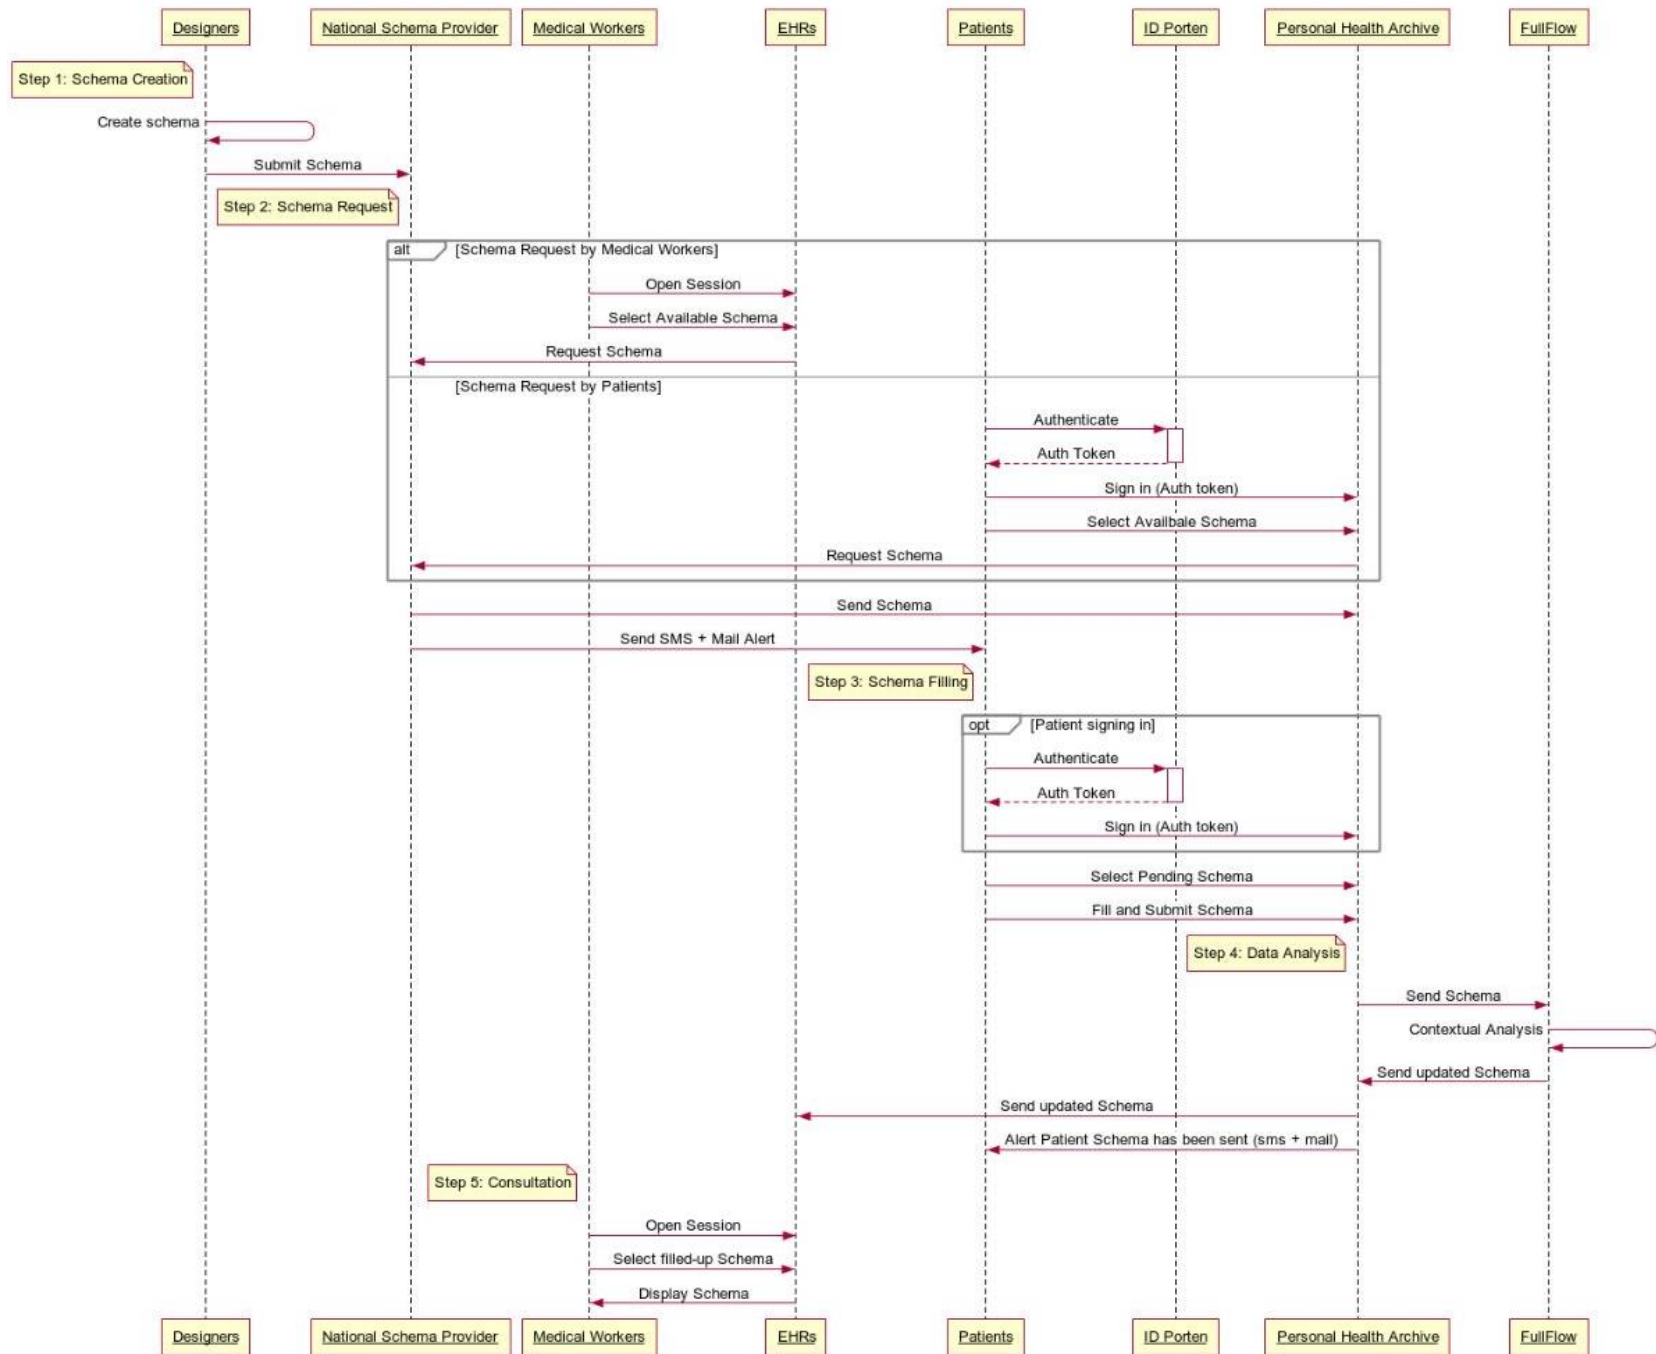 Designers
National Schema Provider
Medical Workers
EHRs
Patients
ID Porten
Personal Health Archive
FullFlow
Step 1: Schema Creation
Create schema
Submit Schema
Step 2: Schema Request
alt
[Schema Request by Medical Workers]
Open Session
Select Available Schema
Request Schema
[Schema Request by Patients]
Authenticate
Auth Token
Sign in (Auth token)
Select Availbale Schema
Request Schema
Send Schema
Send SMS + Mail Alert
Step 3: Schema Filling
opt
[Patient signing in]
Authenticate
Auth Token
Sign in (Auth token)
Select Pending Schema
Fill and Submit Schema
Step 4: Data Analysis
Send Schema
Contextual Analysis
Send updated Schema
Send updated Schema
Alert Patient Schema has been sent (sms + mail)
Step 5: Consultation
Open Session
Select filled-up Schema
Display Schema
Designers
National Schema Provider
Medical Workers
EHRs
Patients
ID Porten
Personal Health Archive
FullFlow